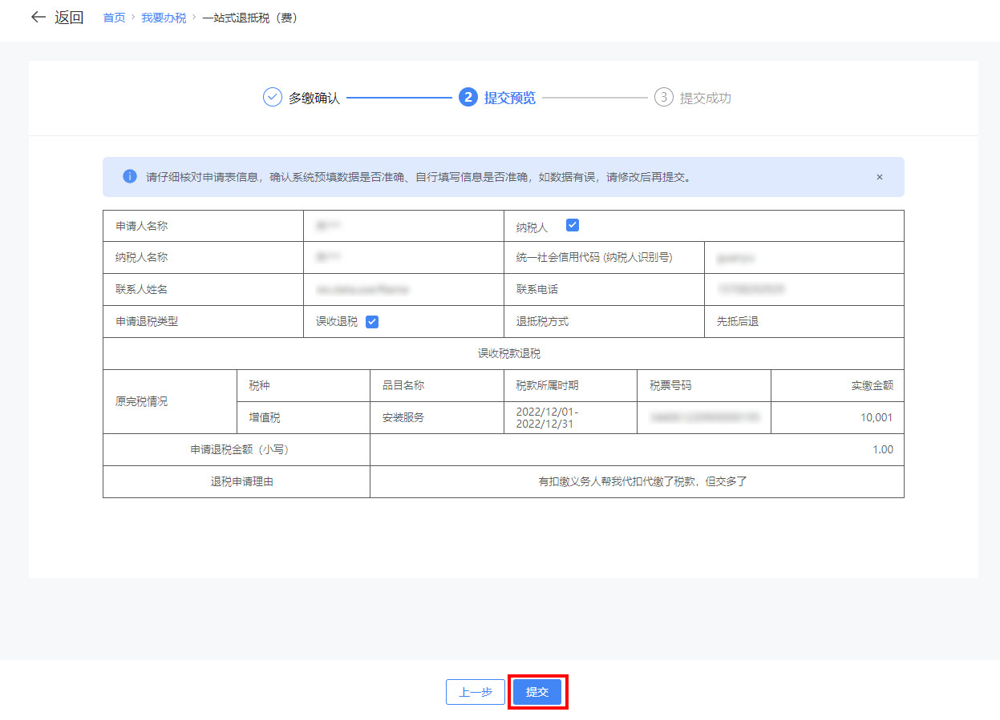 返回 首页 > 我要办税 > 一站式退抵税（费）
多缴确认 2 提交预览 3 提交成功
请仔细核对申请表信息，确认系统预填数据是否准确、自行填写信息是否准确，如数据有误，请修改后再提交。
申请人名称 纳税人
纳税人名称 统一社会信用代码 (纳税人识别号)
联系人姓名 联系电话
申请退税类型 误收退税 退抵税方式 先抵后退
误收税款退税
原完税情况 税种 品目名称 税款所属时期 税票号码 实缴金额
增值税 安装服务 2022/12/01-
2022/12/31 10,001
申请退税金额（小写） 1.00
退税申请理由 有扣缴义务人帮我代扣代缴了税款，但交多了
上一步 提交